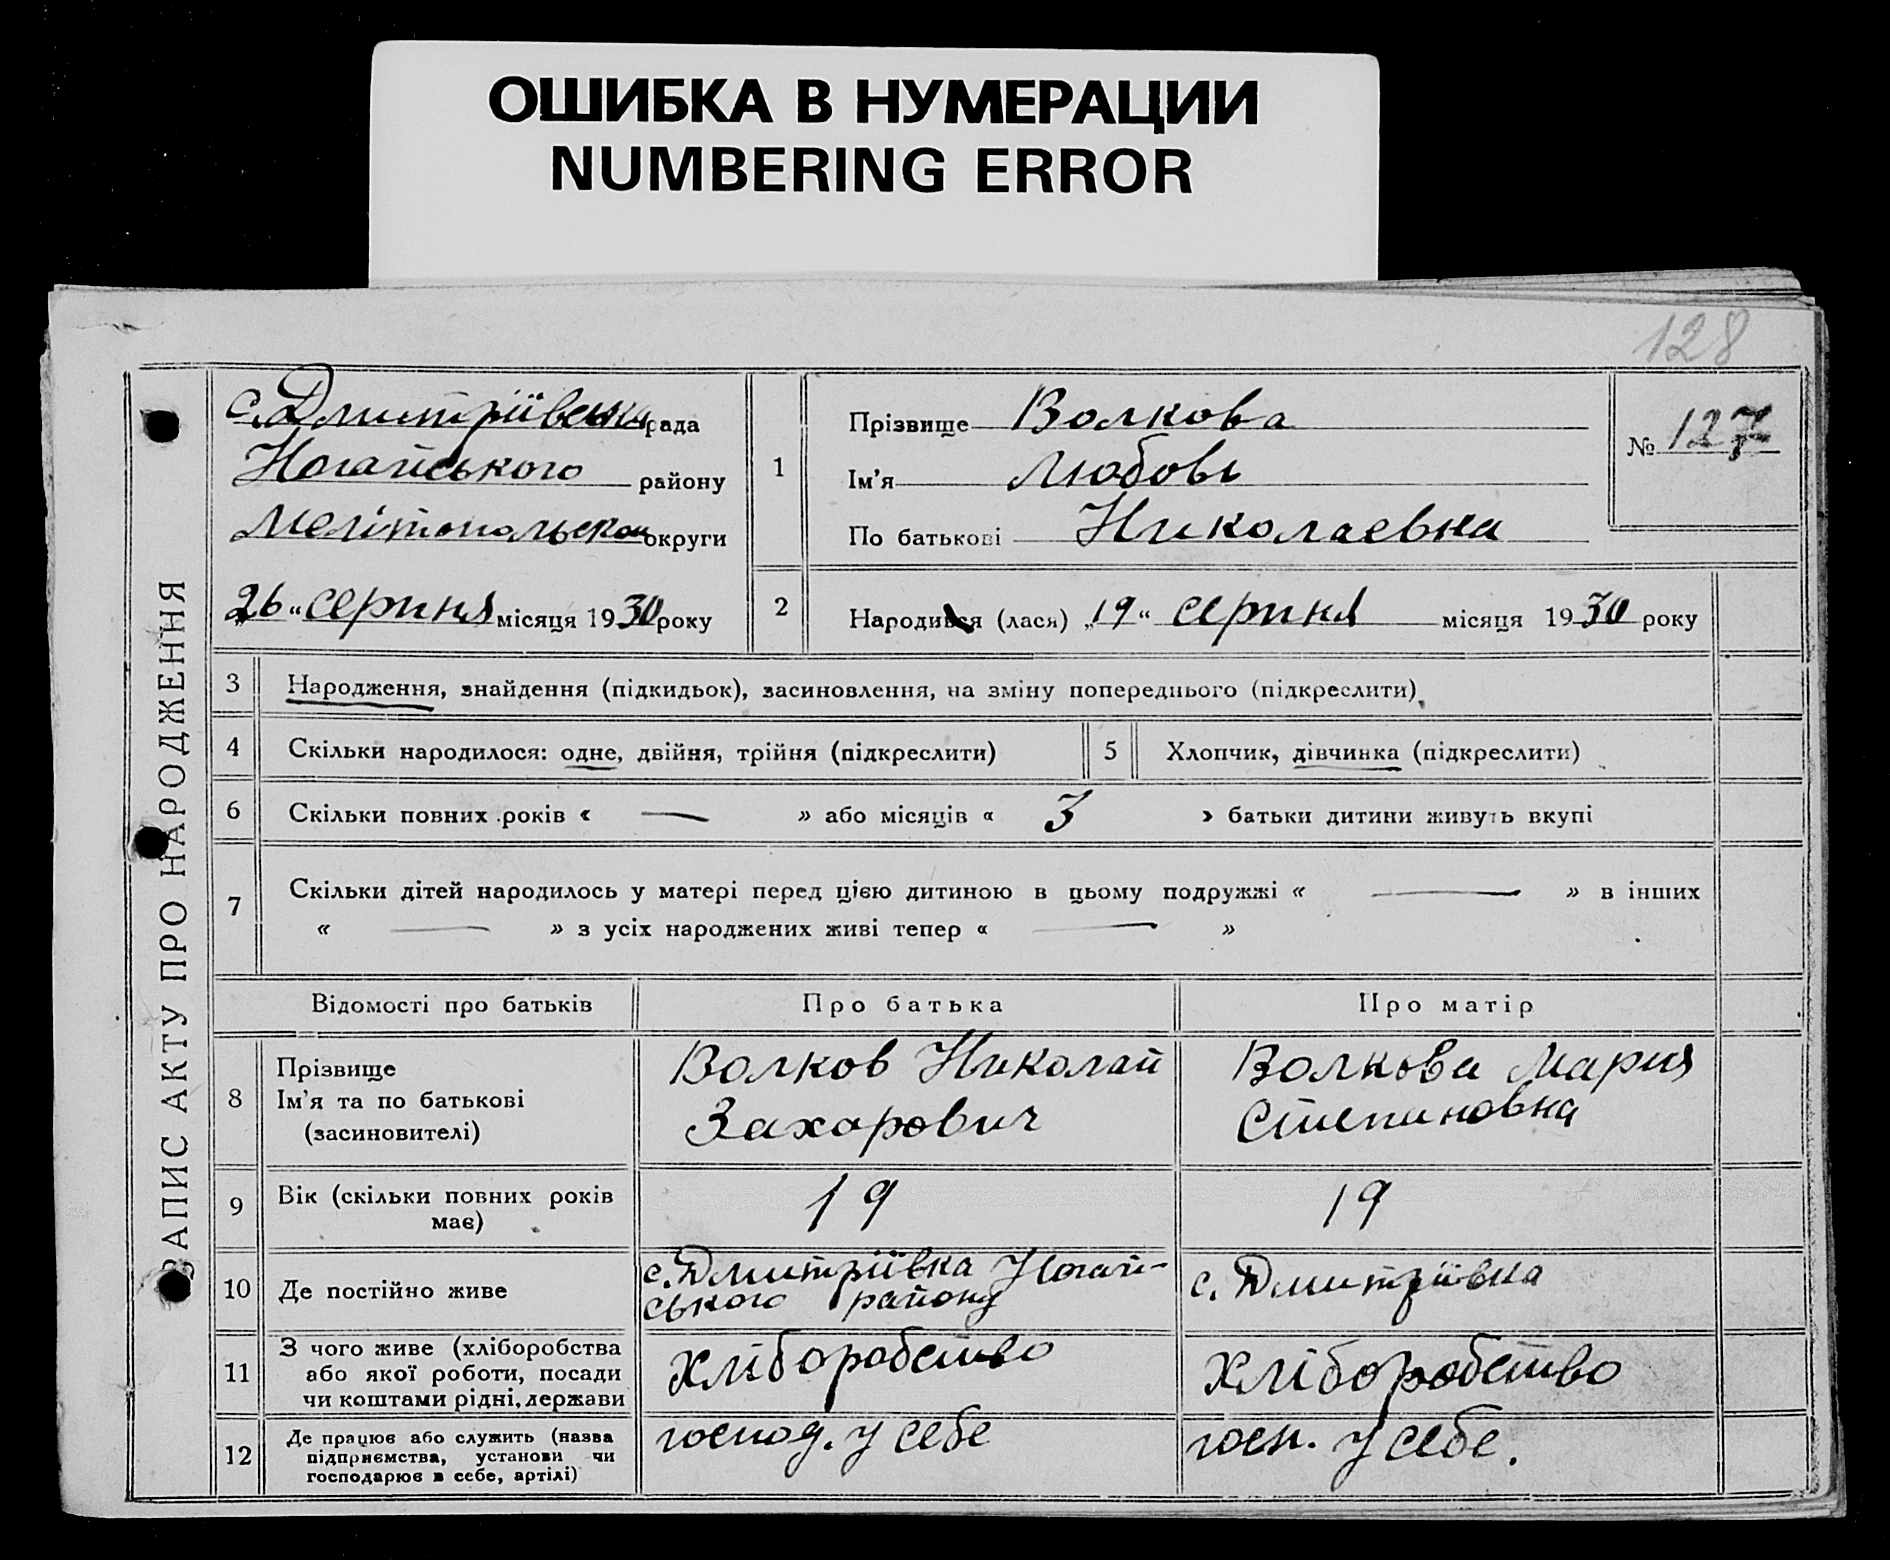 ОШИБКА В НУМЕРАЦИИ
NUMBERING ERROR
128
ЗАПИС АКТУ ПРО НАРОДЖЕННЯ
с. Дмитріївська рада
Ногайського району
Мелітопольскои округи
„26“ серпня місяця 1930 року
1
Прізвище Волкова
Ім'я Любовь
По батькові Николаевна
№ 127
2 Народився (лася) „19“ серпня місяця 1930 року
3 Народження, знайдення (підкидьок), засиновлення, на зміну попереднього (підкреслити)
4 Скільки народилося: одне, двійня, трійня (підкреслити) 5 Хлопчик, дівчинка (підкреслити)
6 Скільки повних років « — » або місяців « 3 » батьки дитини живуть вкупі
7 Скільки дітей народилось у матері перед цією дитиною в цьому подружжі « — » в інших
« — » з усіх народжених живі тепер « — »
Відомості про батьків Про батька Про матір
8 Прізвище
Ім'я та по батькові
(засиновителі)
Волков Николай
Захарович
Волкова Мария
Степановна
9 Вік (скільки повних років
має)
19 19
10 Де постійно живе
с. Дмитріївка Ногай-
ського району
с. Дмитріївка
11 З чого живе (хліборобства
або якої роботи, посади
чи коштами рідні, держави
хліборобство хліборобство
12 Де працює або служить (назва
підприємства, установи чи
господарює в себе, артілі)
господ. у себе госп. у себе.